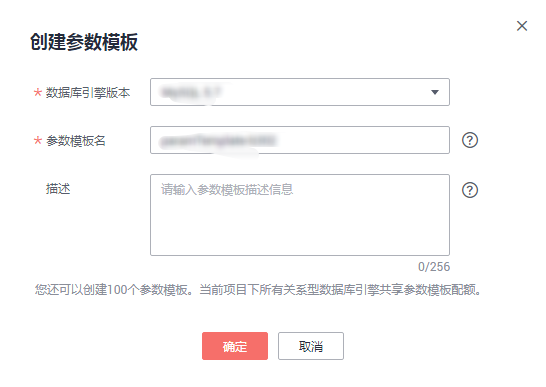 创建参数模板
* 数据库引擎版本
* 参数模板名
描述
请输入参数模板描述信息
0/256
您还可以创建100个参数模板。当前项目下所有关系型数据库引擎共享参数模板配额。
确定 取消